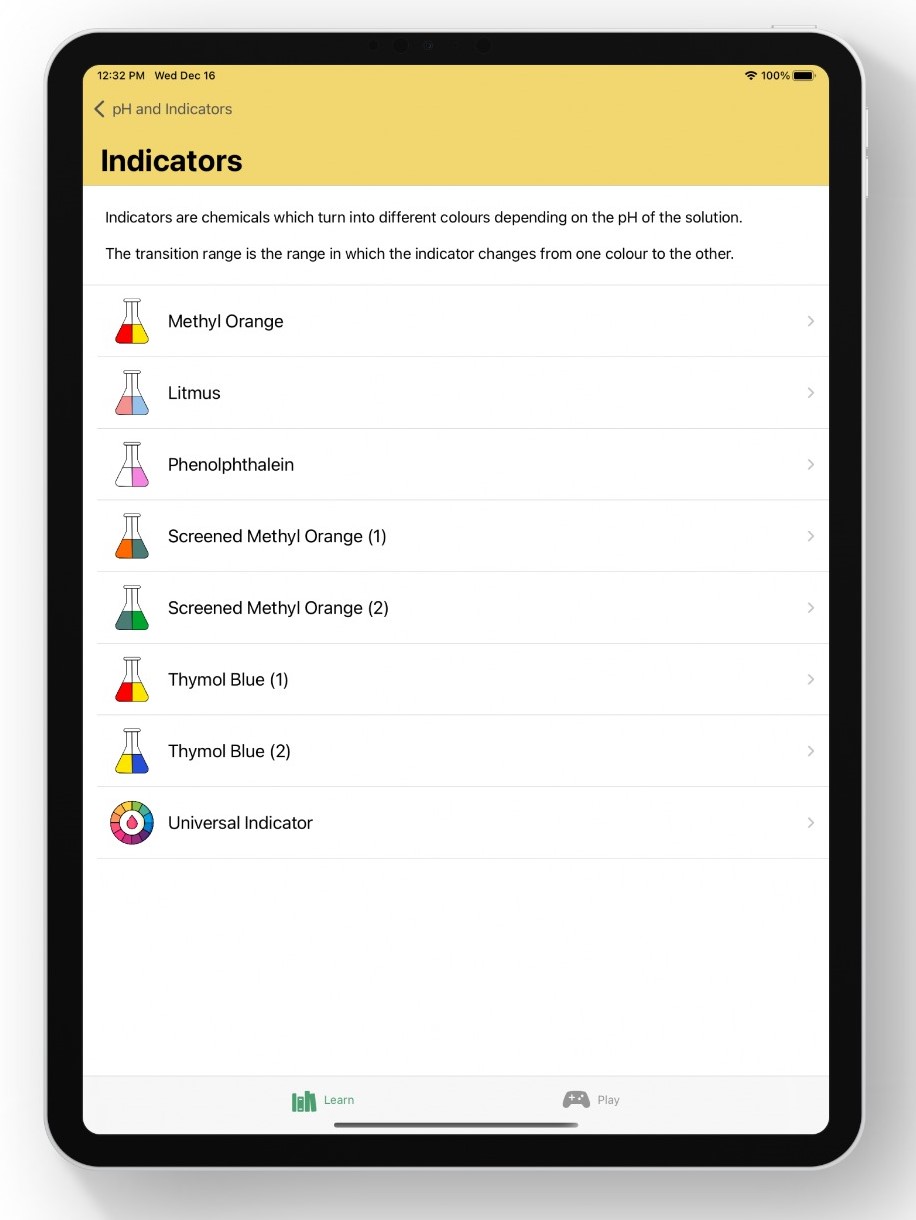 12:32 PM Wed Dec 16
100%
pH and Indicators
Indicators
Indicators are chemicals which turn into different colours depending on the pH of the solution.
The transition range is the range in which the indicator changes from one colour to the other.
Methyl Orange
Litmus
Phenolphthalein
Screened Methyl Orange (1)
Screened Methyl Orange (2)
Thymol Blue (1)
Thymol Blue (2)
Universal Indicator
Learn
Play